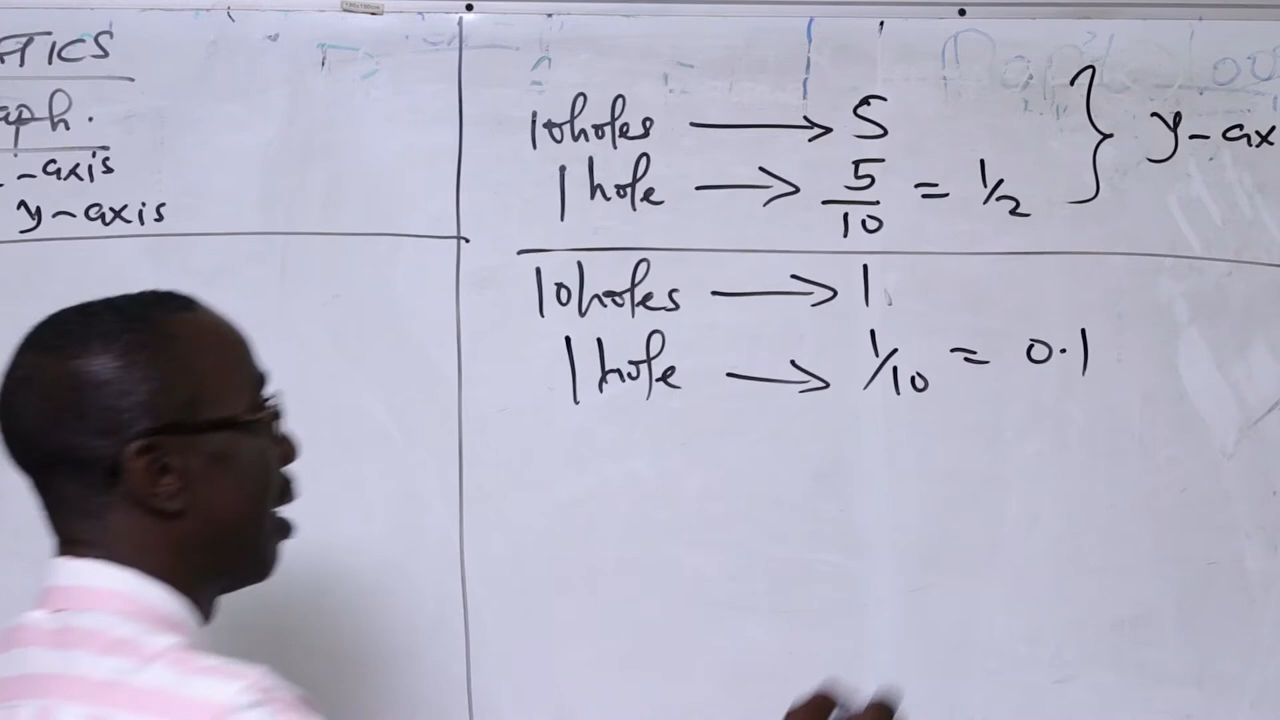 TICS
aph.
-axis
y-axis
10holes → 5
1 hole → 5/10 = 1/2 } y-ax
10holes → 1
1 hole → 1/10 = 0.1